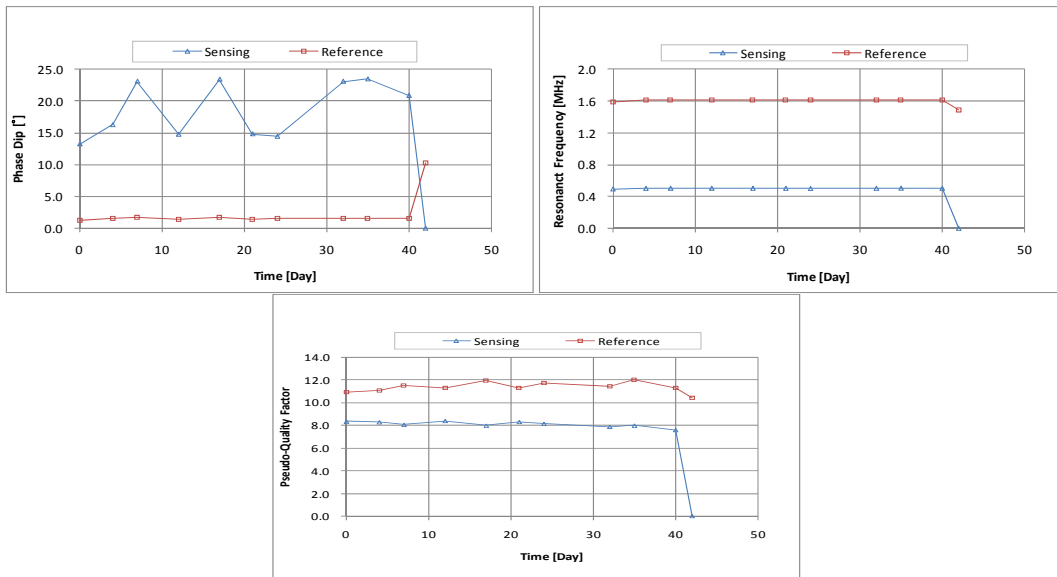 Sensing Reference
25.0
20.0
15.0
10.0
5.0
0.0
0 10 20 30 40 50
Phase Dip [°]
Time [Day]
Sensing Reference
2.0
1.6
1.2
0.8
0.4
0.0
0 10 20 30 40 50
Resonanct Frequency [MHz]
Time [Day]
Sensing Reference
14.0
12.0
10.0
8.0
6.0
4.0
2.0
0.0
0 10 20 30 40 50
Pseudo-Quality Factor
Time [Day]